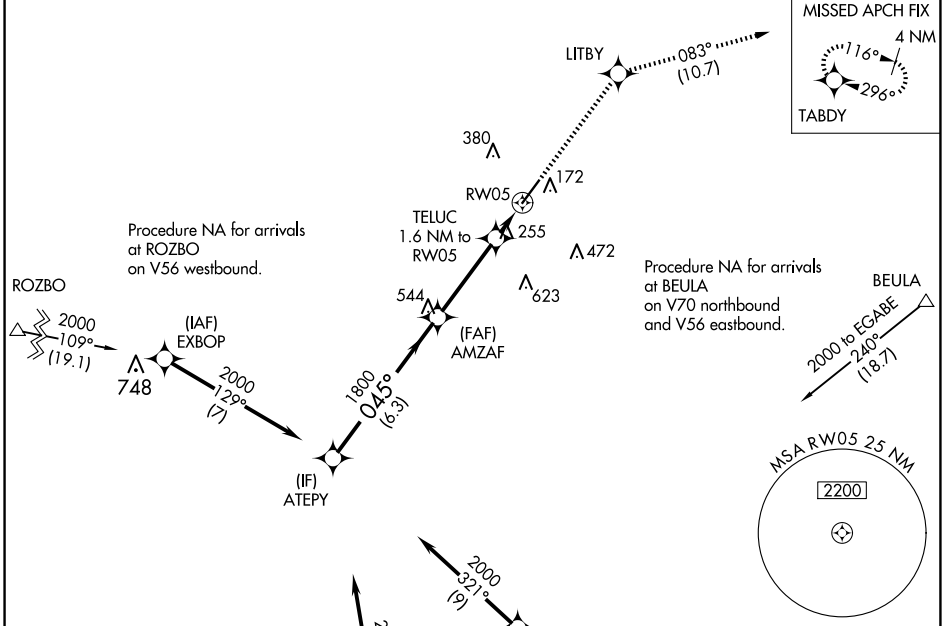 MISSED APCH FIX
4 NM
116°
296°
TABDY
LITBY
083°
(10.7)
380
172
RW05
TELUC
1.6 NM to
RW05
255
472
623
544
(FAF)
AMZAF
Procedure NA for arrivals
at ROZBO
on V56 westbound.
Procedure NA for arrivals
at BEULA
on V70 northbound
and V56 eastbound.
ROZBO
2000
109°
(19.1)
(IAF)
EXBOP
748
2000
129°
(7)
1800
045°
(6.3)
(IF)
ATEPY
BEULA
2000 to EGABE
240°
(18.7)
MSA RW05 25 NM
2200
2000
321°
(9)